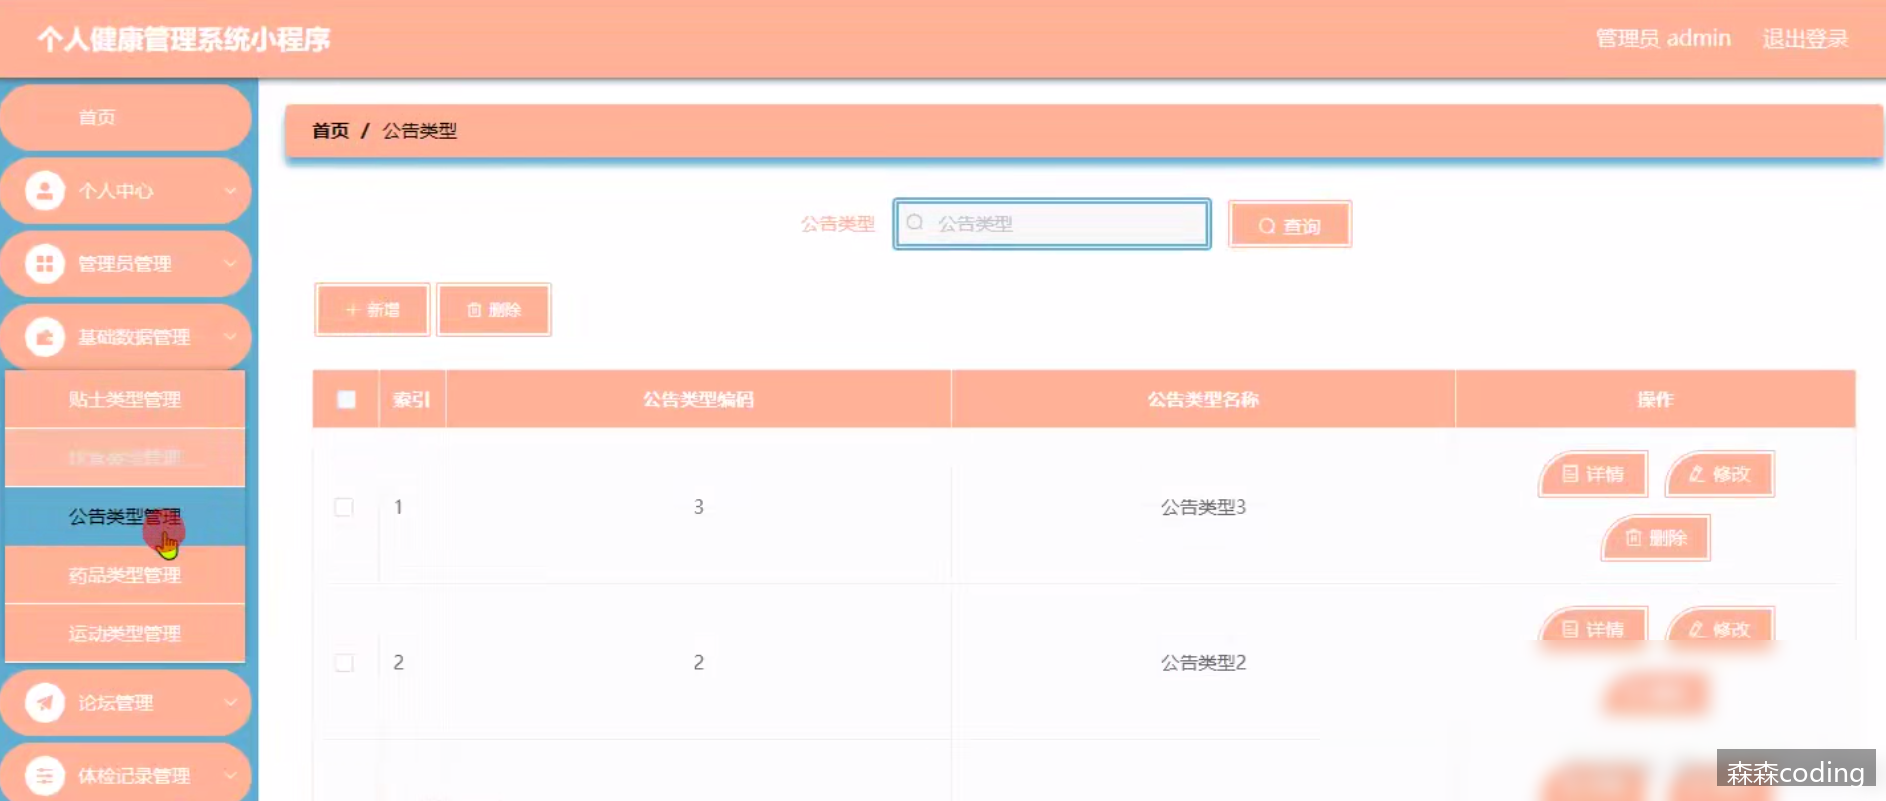 个人健康管理系统小程序
管理员 admin 退出登录
首页
个人中心
管理员管理
基础数据管理
贴士类型管理
公告类型管理
药品类型管理
运动类型管理
论坛管理
体检记录管理
首页 / 公告类型
公告类型 公告类型 查询
新增 删除
索引 公告类型编码 公告类型名称 操作
1 3 公告类型3 详情 修改
删除
2 2 公告类型2 详情 修改
森森coding